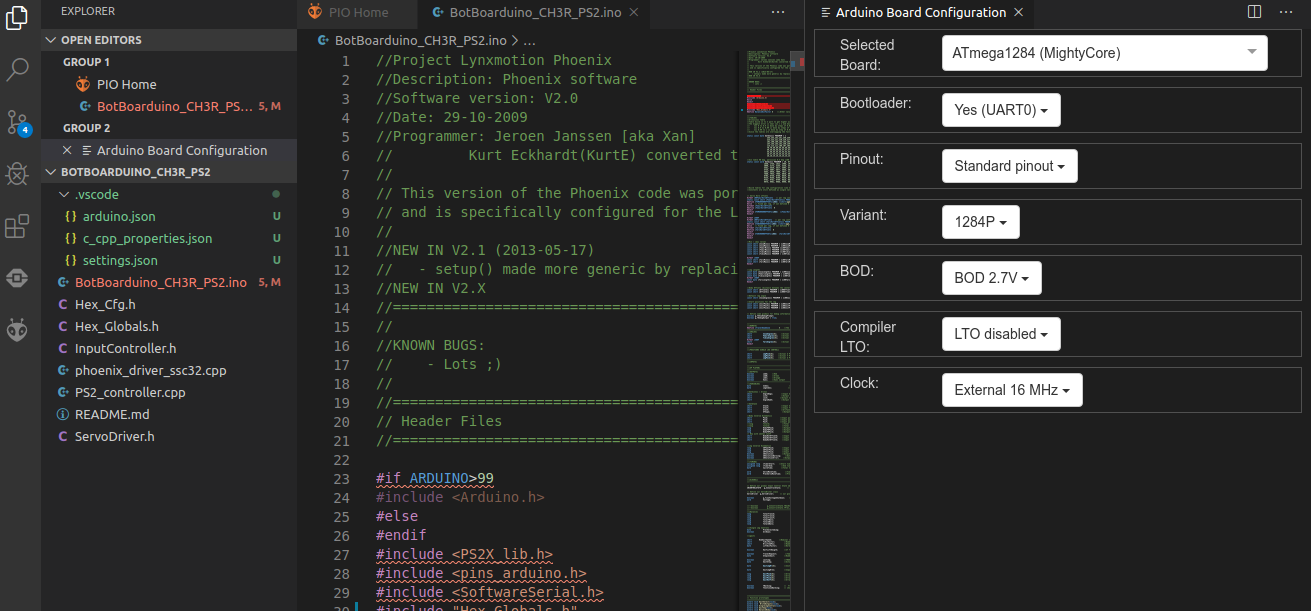 EXPLORER
OPEN EDITORS
GROUP 1
PIO Home
BotBoarduino_CH3R_PS... 5, M
GROUP 2
Arduino Board Configuration
BOTBOARDUINO_CH3R_PS2
.vscode
{} arduino.json U
{} c_cpp_properties.json U
{} settings.json U
BotBoarduino_CH3R_PS2.ino 5, M
C Hex_Cfg.h
C Hex_Globals.h
C InputController.h
phoenix_driver_ssc32.cpp
PS2_controller.cpp
README.md
C ServoDriver.h
4
PIO Home
BotBoarduino_CH3R_PS2.ino
BotBoarduino_CH3R_PS2.ino > ...
1 //Project Lynxmotion Phoenix
2 //Description: Phoenix software
3 //Software version: V2.0
4 //Date: 29-10-2009
5 //Programmer: Jeroen Janssen [aka Xan]
6 // Kurt Eckhardt(KurtE) converted t
7 //
8 // This version of the Phoenix code was por
9 // and is specifically configured for the L
10 //
11 //NEW IN V2.1 (2013-05-17)
12 // - setup() made more generic by replaci
13 //NEW IN V2.X
14 //=========================================
15 //
16 //KNOWN BUGS:
17 // - Lots ;)
18 //
19 //=========================================
20 // Header Files
21 //=========================================
22
23 #if ARDUINO>99
24 #include <Arduino.h>
25 #else
26 #endif
27 #include <PS2X_lib.h>
28 #include <pins_arduino.h>
29 #include <SoftwareSerial.h>
30 #include "Hex_Globals.h"
Arduino Board Configuration
Selected Board: ATmega1284 (MightyCore)
Bootloader: Yes (UART0)
Pinout: Standard pinout
Variant: 1284P
BOD: BOD 2.7V
Compiler LTO: LTO disabled
Clock: External 16 MHz